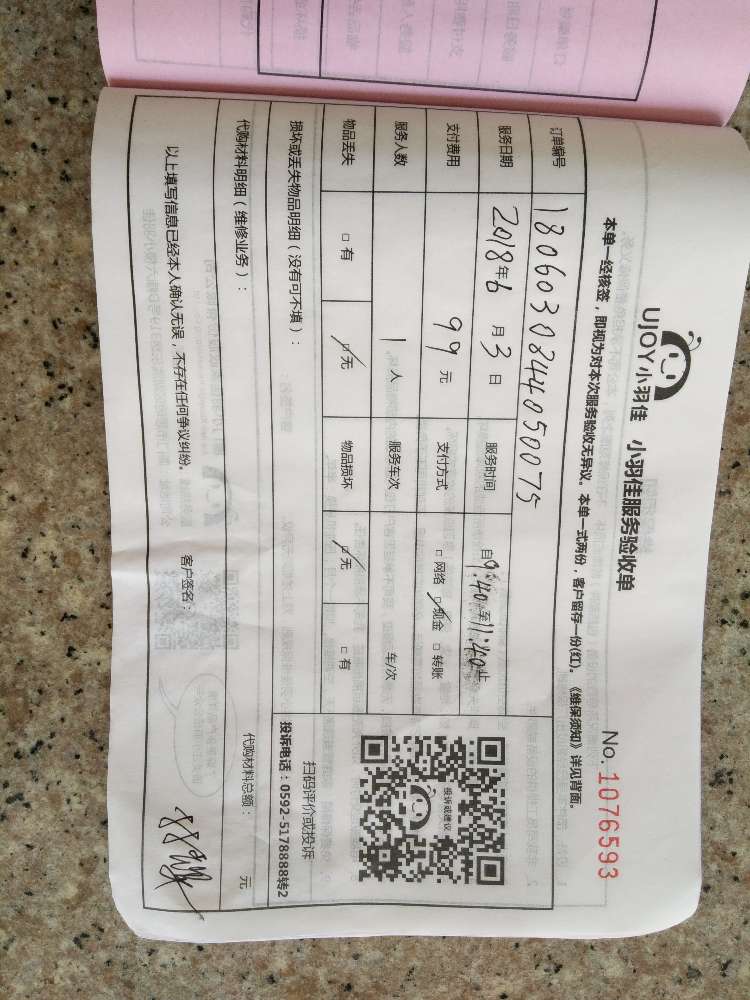 UJOY小羽佳 小羽佳服务验收单 No. 1076593
本单一经核签，即视为对本次服务验收无异议。本单一式两份，客户留存一份(红)。《维保须知》详见背面。
订单编号 1806030844050075
服务日期 2018年6月3日 服务时间 自9:40至11:40止
支付费用 99元 支付方式 □网络 ☑现金 □转账
服务人数 1人 服务车次 车/次
物品丢失 □有 ☑无 物品损坏 ☑无 □有
投诉或建议
扫码评价或投诉
投诉电话：0592-5178888转2
损坏或丢失物品明细（没有可不填）：
代购材料明细（维修业务）： 代购材料总额： 元
以上填写信息已经本人确认无误，不存在任何争议纠纷。 客户签名：